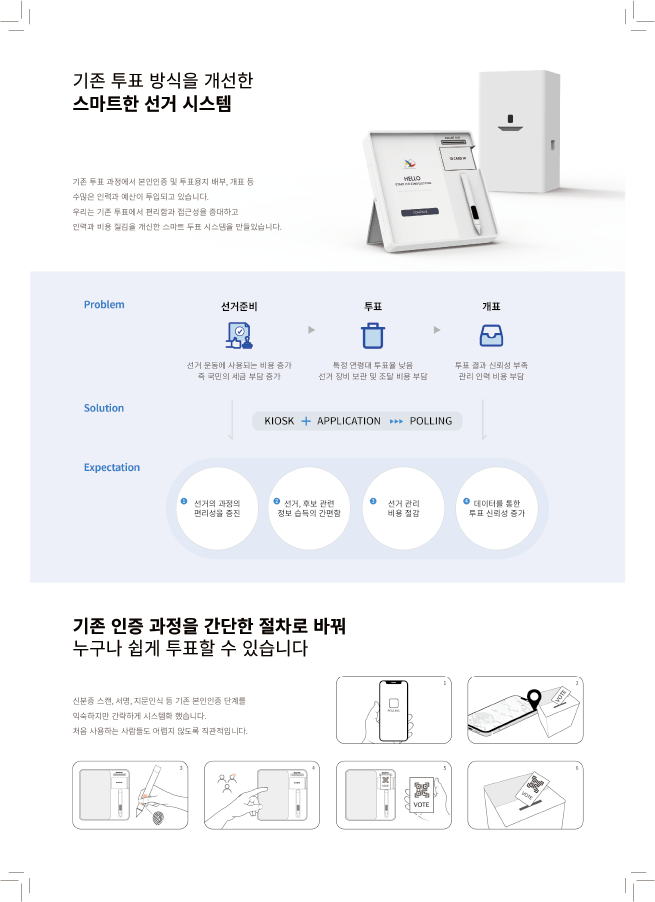 기존 투표 방식을 개선한
스마트한 선거 시스템
기존 투표 과정에서 본인인증 및 투표용지 배부, 개표 등
수많은 인력과 예산이 투입되고 있습니다.
우리는 기존 투표에서 편리함과 접근성을 증대하고
인력과 비용 절감을 개선한 스마트 투표 시스템을 만들었습니다.
ID CARD IN
HELLO
Problem
선거준비
투표
개표
선거 운동에 사용되는 비용 증가
즉 국민의 세금 부담 증가
특정 연령대 투표율 낮음
선거 장비 보관 및 조달 비용 부담
투표 결과 신뢰성 부족
관리 인력 비용 부담
Solution
KIOSK + APPLICATION POLLING
Expectation
1 선거의 과정의
편리성을 증진
2 선거, 후보 관련
정보 습득의 간편함
3 선거 관리
비용 절감
4 데이터를 통한
투표 신뢰성 증가
기존 인증 과정을 간단한 절차로 바꿔
누구나 쉽게 투표할 수 있습니다
신분증 스캔, 서명, 지문인식 등 기존 본인인증 단계를
익숙하지만 간략하게 시스템화 했습니다.
처음 사용하는 사람들도 어렵지 않도록 직관적입니다.
1
POLLING
2
VOTE
3
4
5
VOTE
6
VOTE